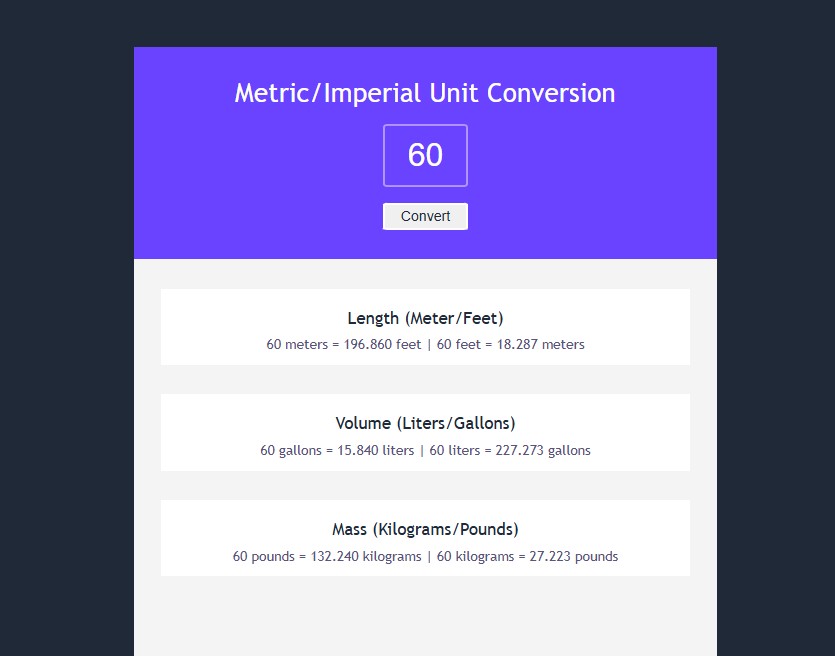 Metric/Imperial Unit Conversion
60
Convert
Length (Meter/Feet)
60 meters = 196.860 feet | 60 feet = 18.287 meters
Volume (Liters/Gallons)
60 gallons = 15.840 liters | 60 liters = 227.273 gallons
Mass (Kilograms/Pounds)
60 pounds = 132.240 kilograms | 60 kilograms = 27.223 pounds